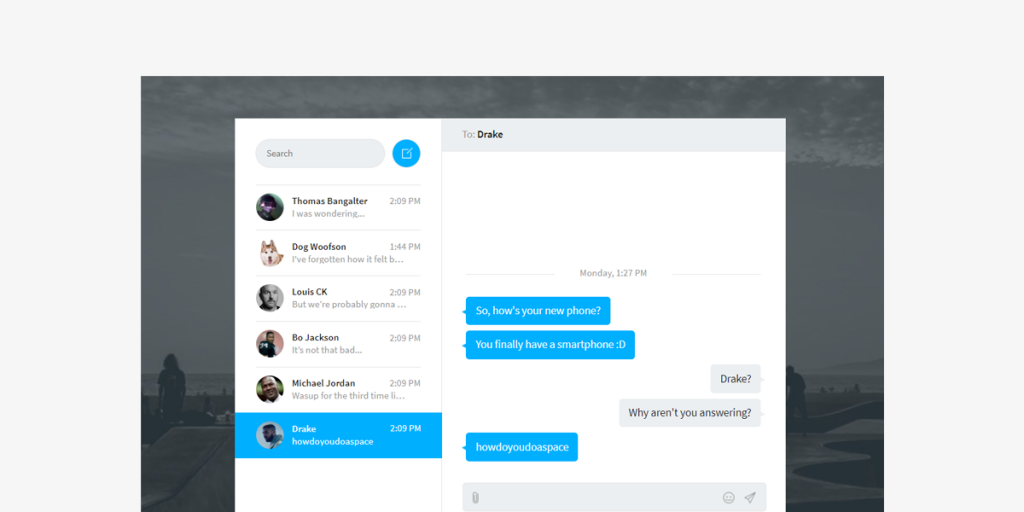 Search
Thomas Bangalter 2:09 PM
I was wondering...
Dog Woofson 1:44 PM
I've forgotten how it felt b...
Louis CK 2:09 PM
But we're probably gonna ...
Bo Jackson 2:09 PM
It's not that bad...
Michael Jordan 2:09 PM
Wasup for the third time li...
Drake 2:09 PM
howdoyoudoaspace
To: Drake
Monday, 1:27 PM
So, how's your new phone?
You finally have a smartphone :D
Drake?
Why aren't you answering?
howdoyoudoaspace